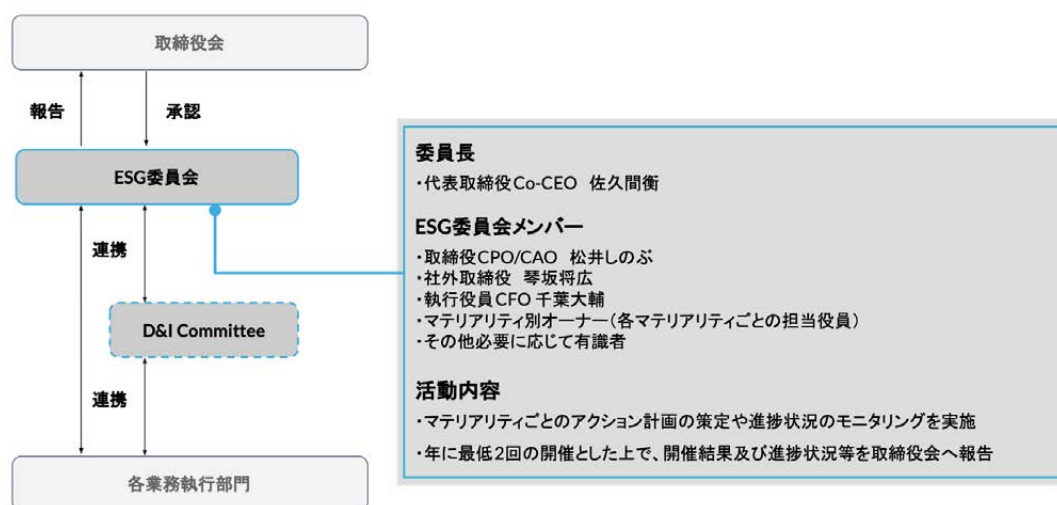 取締役会
報告
承認
ESG委員会
連携
D&I Committee
連携
各業務執行部門
委員長
・代表取締役Co-CEO 佐久間衡
ESG委員会メンバー
・取締役CPO/CAO 松井しのぶ
・社外取締役 琴坂将広
・執行役員CFO 千葉大輔
・マテリアリティ別オーナー(各マテリアリティごとの担当役員)
・その他必要に応じて有識者
活動内容
・マテリアリティごとのアクション計画の策定や進捗状況のモニタリングを実施
・年に最低2回の開催とした上で、開催結果及び進捗状況等を取締役会へ報告